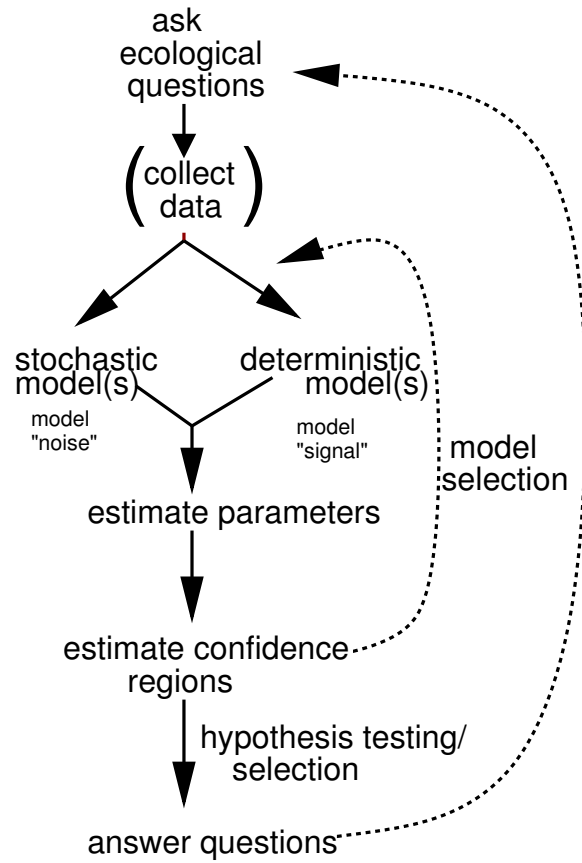 ask
ecological
questions
(collect
data)
stochastic
model(s)
deterministic
model(s)
model
"noise"
model
"signal"
model
selection
estimate parameters
estimate confidence
regions
hypothesis testing/
selection
answer questions